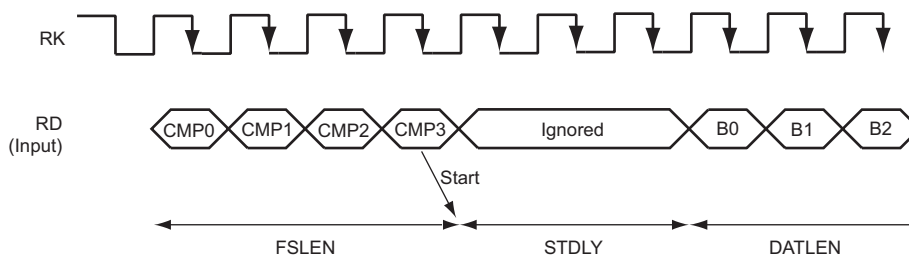 RK
RD
(Input)
CMP0 CMP1 CMP2 CMP3 Ignored B0 B1 B2
Start
FSLEN STDLY DATLEN